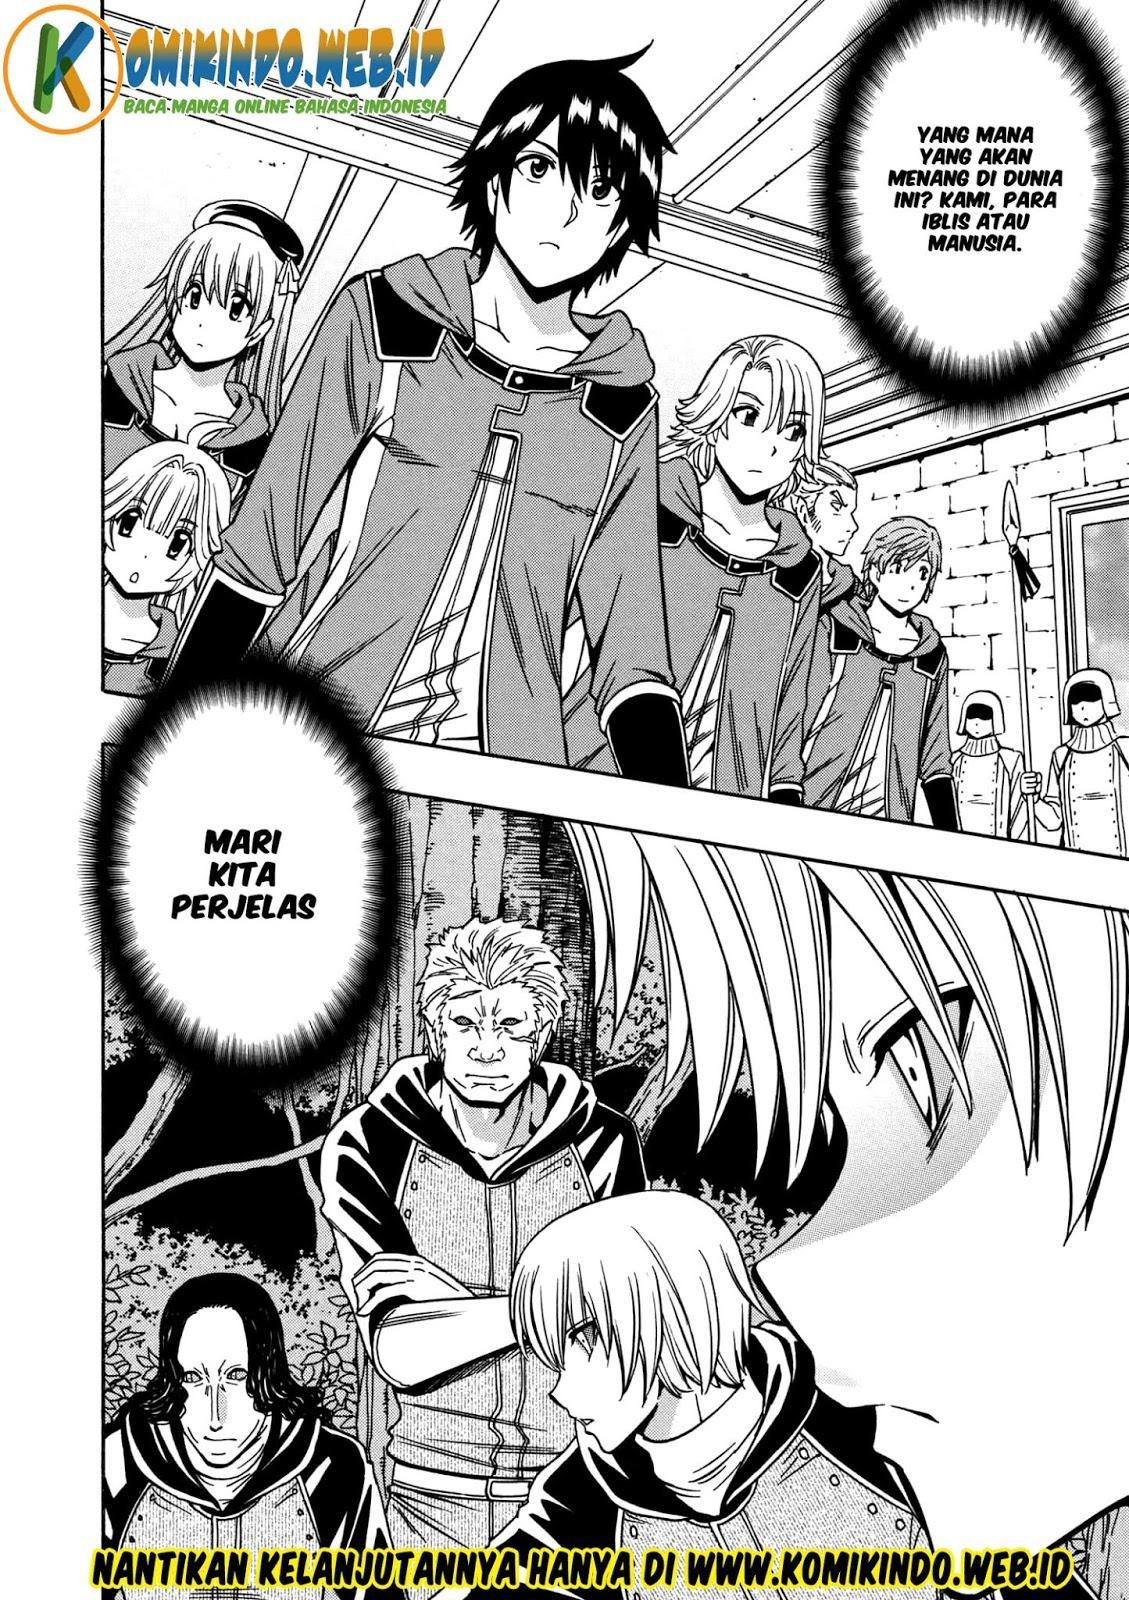 KOMIKINDO.WEB.ID
BACA MANGA ONLINE BAHASA INDONESIA
YANG MANA
YANG AKAN
MENANG DI DUNIA
INI? KAMI, PARA
IBLIS ATAU
MANUSIA.
MARI
KITA
PERJELAS
NANTIKAN KELANJUTANNYA HANYA DI WWW.KOMIKINDO.WEB.ID